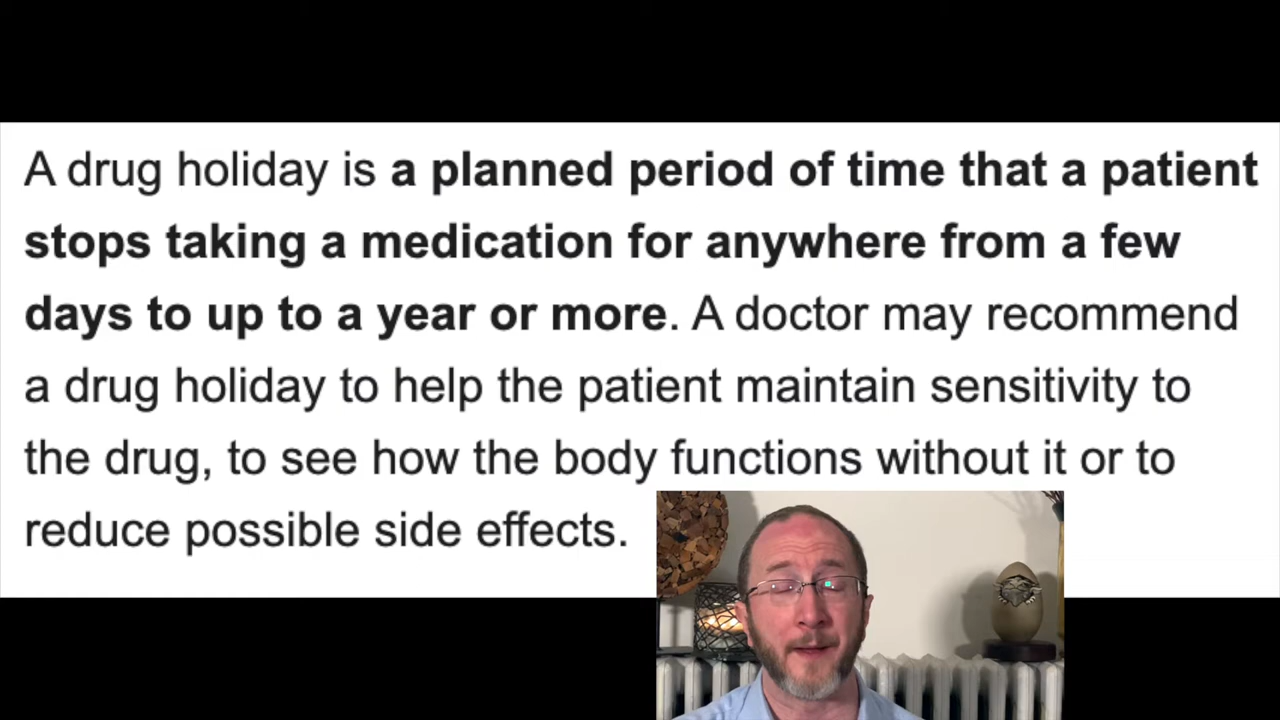 A drug holiday is a planned period of time that a patient
stops taking a medication for anywhere from a few
days to up to a year or more. A doctor may recommend
a drug holiday to help the patient maintain sensitivity to
the drug, to see how the body functions without it or to
reduce possible side effects.